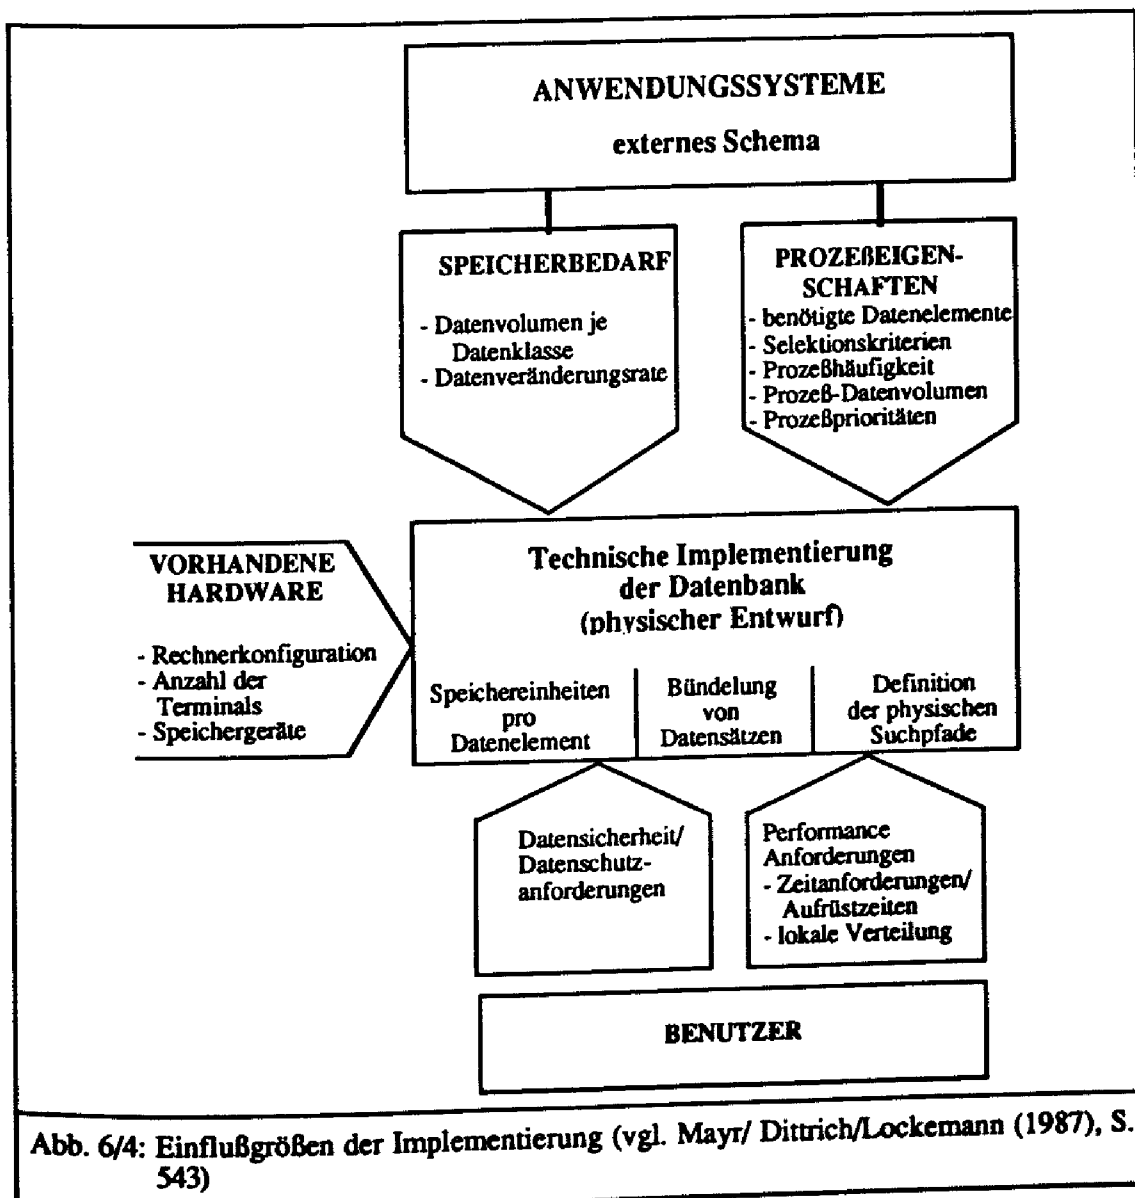 ANWENDUNGSSYSTEME
externes Schema
SPEICHERBEDARF
- Datenvolumen je
Datenklasse
- Datenveränderungsrate
PROZEßEIGEN-
SCHAFTEN
- benötigte Datenelemente
- Selektionskriterien
- Prozeßhäufigkeit
- Prozeß-Datenvolumen
- Prozeßprioritäten
VORHANDENE
HARDWARE
- Rechnerkonfiguration
- Anzahl der
Terminals
- Speichergeräte
Technische Implementierung
der Datenbank
(physischer Entwurf)
Speichereinheiten
pro
Datenelement
Bündelung
von
Datensätzen
Definition
der physischen
Suchpfade
Datensicherheit/
Datenschutz-
anforderungen
Performance
Anforderungen
- Zeitanforderungen/
Aufrüstzeiten
- lokale Verteilung
BENUTZER
Abb. 6/4: Einflußgrößen der Implementierung (vgl. Mayr/ Dittrich/Lockemann (1987), S.
543)